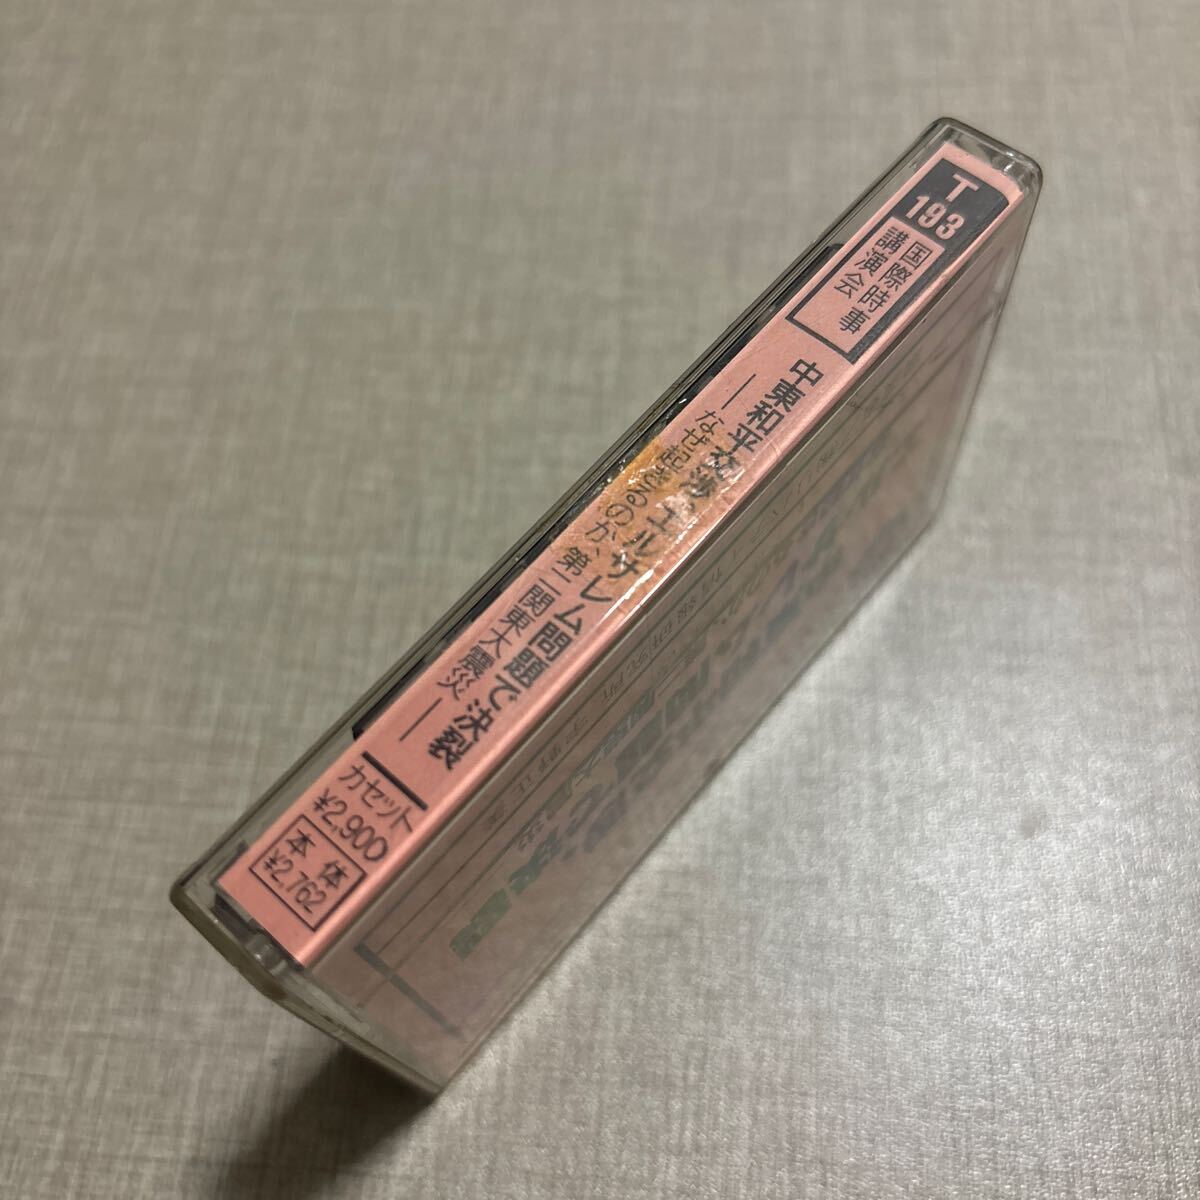 T
193
国際時事
講演会
中東和平交渉、エルサレム問題で決裂
―なぜ起きるのか、第二関東大震災―
カセット
¥2,900
本体
¥2,762